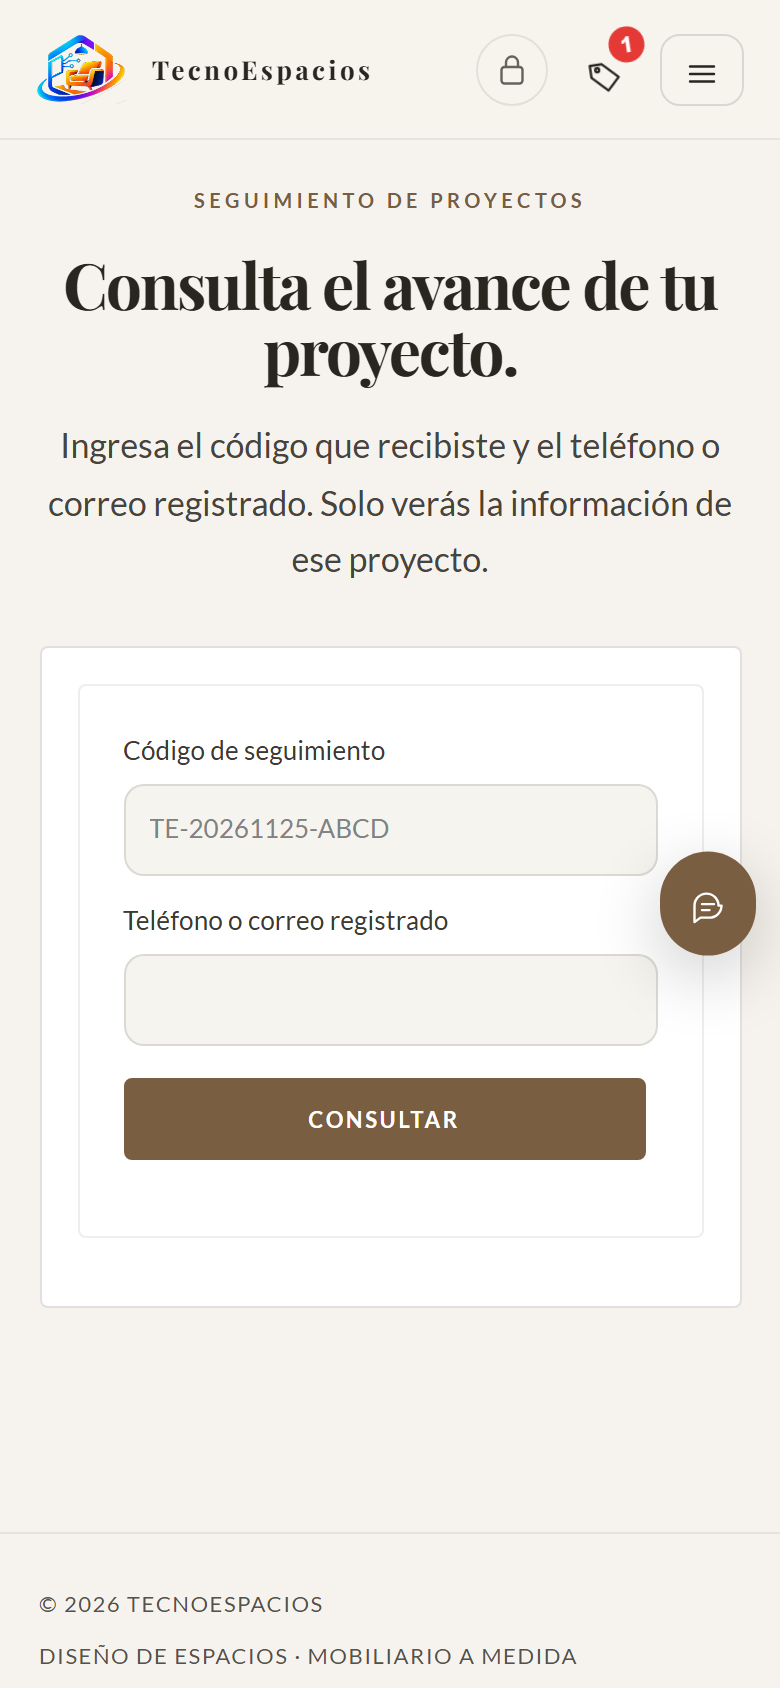 TecnoEspacios
1
SEGUIMIENTO DE PROYECTOS
Consulta el avance de tu
proyecto.
Ingresa el código que recibiste y el teléfono o
correo registrado. Solo verás la información de
ese proyecto.
Código de seguimiento
TE-20261125-ABCD
Teléfono o correo registrado
CONSULTAR
© 2026 TECNOESPACIOS
DISEÑO DE ESPACIOS · MOBILIARIO A MEDIDA